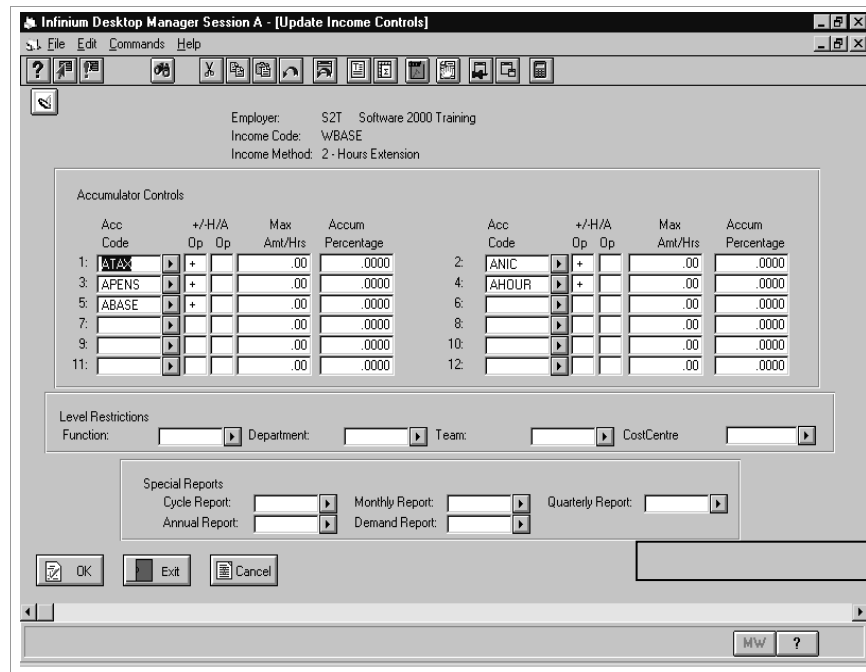 Infinium Desktop Manager Session A - [Update Income Controls]
File Edit Commands Help
Employer: S2T Software 2000 Training
Income Code: WBASE
Income Method: 2 - Hours Extension
Accumulator Controls
Acc +/-H/A Max Accum Acc +/-H/A Max Accum
Code Op Op Amt/Hrs Percentage Code Op Op Amt/Hrs Percentage
1: ATAX + .00 .0000 2: ANIC + .00 .0000
3: APENS + .00 .0000 4: AHOUR + .00 .0000
5: ABASE + .00 .0000 6: .00 .0000
7: .00 .0000 8: .00 .0000
9: .00 .0000 10: .00 .0000
11: .00 .0000 12: .00 .0000
Level Restrictions
Function: Department: Team: CostCentre
Special Reports
Cycle Report: Monthly Report: Quarterly Report:
Annual Report: Demand Report:
OK Exit Cancel
MW ?